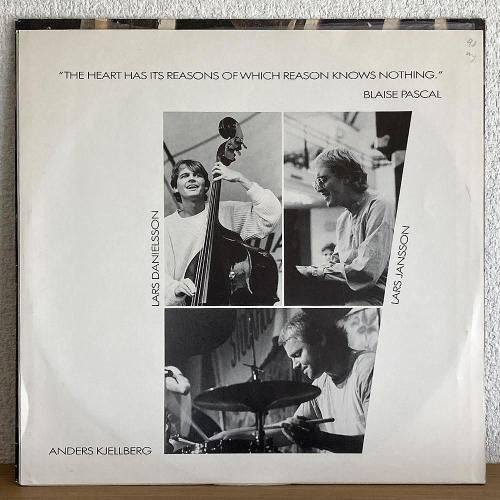 "THE HEART HAS ITS REASONS OF WHICH REASON KNOWS NOTHING."
BLAISE PASCAL
LARS DANIELSSON
LARS JANSSON
ANDERS KJELLBERG